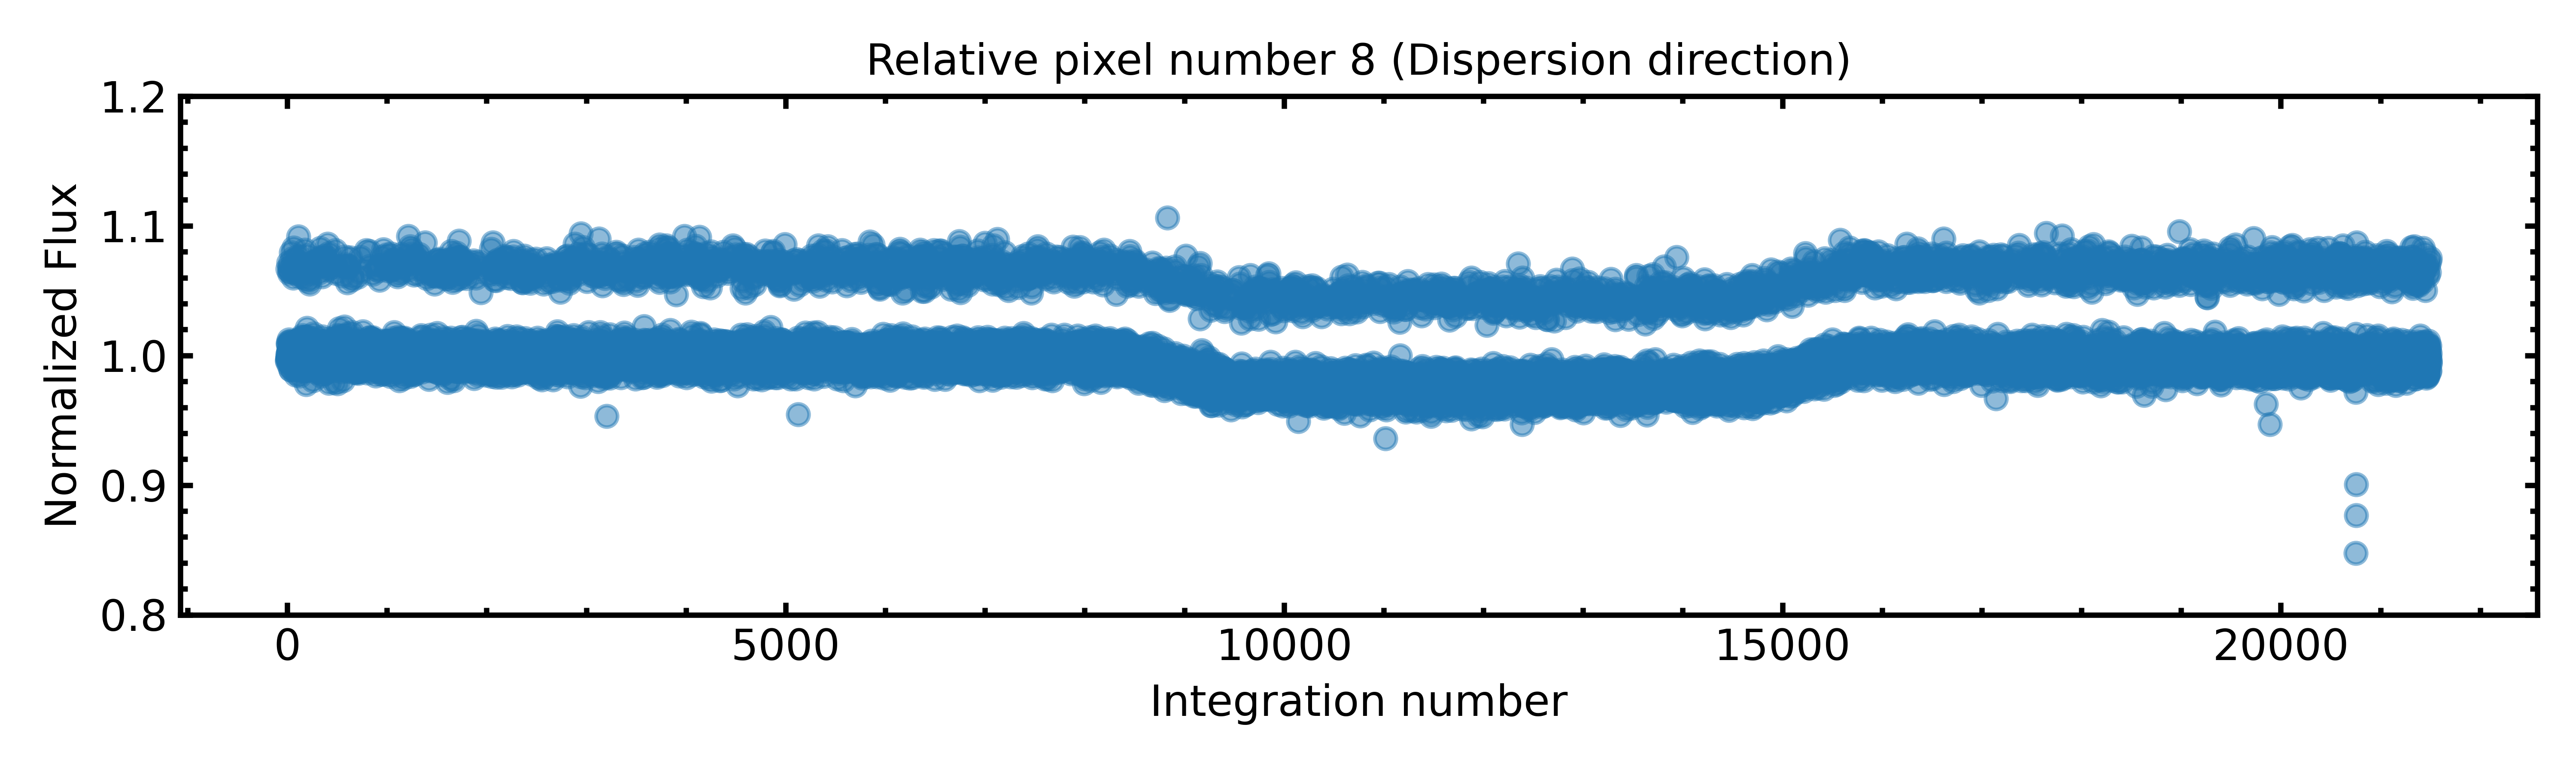 Relative pixel number 8 (Dispersion direction)
Normalized Flux
1.2
1.1
1.0
0.9
0.8
0 5000 10000 15000 20000
Integration number